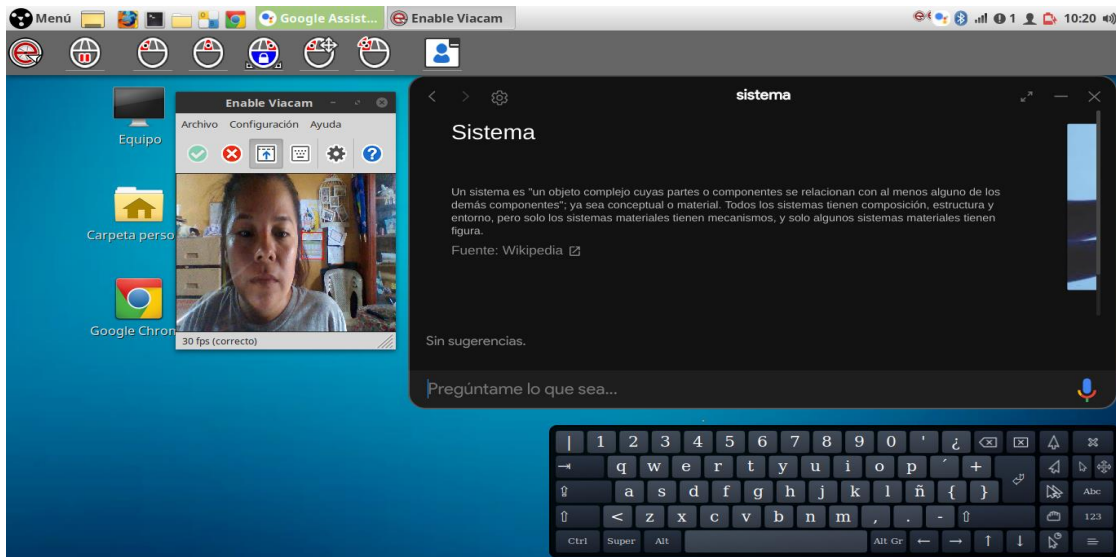 Menú
Google Assist...
Enable Viacam
1
10:20
Equipo
Carpeta perso
Google Chron
Enable Viacam
Archivo Configuración Ayuda
30 fps (correcto)
sistema
Sistema
Un sistema es "un objeto complejo cuyas partes o componentes se relacionan con al menos alguno de los
demás componentes"; ya sea conceptual o material. Todos los sistemas tienen composición, estructura y
entorno, pero solo los sistemas materiales tienen mecanismos, y solo algunos sistemas materiales tienen
figura.
Fuente: Wikipedia
Sin sugerencias.
Pregúntame lo que sea...
| 1 2 3 4 5 6 7 8 9 0 ' ¿
q w e r t y u i o p ´ +
a s d f g h j k l ñ { } Abc
< z x c v b n m , . - 123
Ctrl Super Alt Alt Gr ← → ↑ ↓